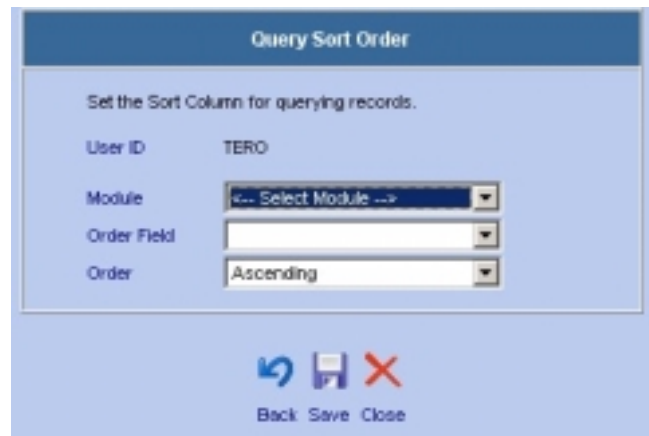 Query Sort Order
Set the Sort Column for querying records.
User ID TERO
Module <-- Select Module -->
Order Field
Order Ascending
Back Save Close